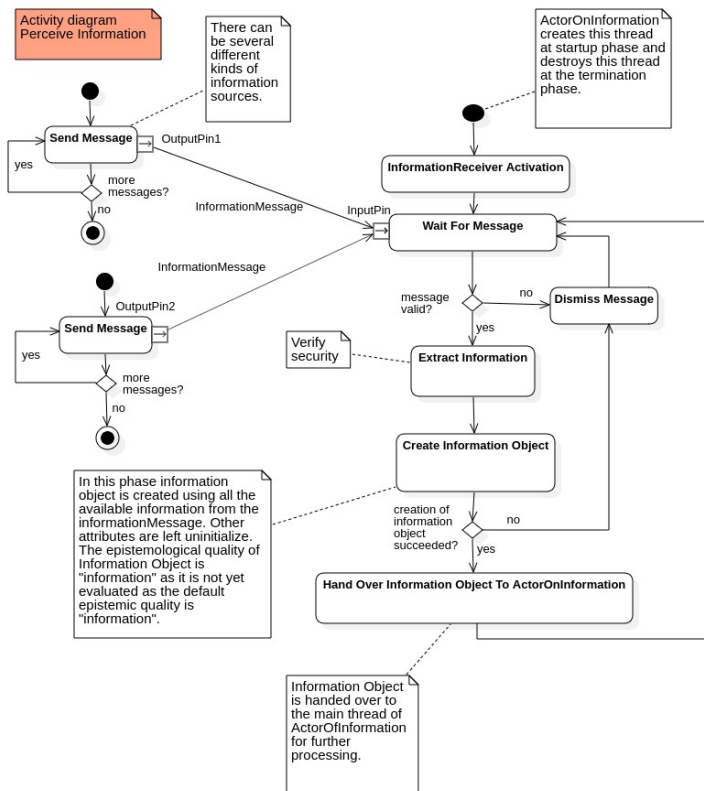 Activity diagram
Perceive Information
There can
be several
different
kinds of
information
sources.
ActorOnInformation
creates this thread
at startup phase and
destroys this thread
at the termination
phase.
Send Message
OutputPin1
yes
more
messages?
no
InformationMessage
InformationReceiver Activation
InputPin
Wait For Message
InformationMessage
OutputPin2
Send Message
yes
more
messages?
no
message
valid?
no
Dismiss Message
yes
Verify
security
Extract Information
Create Information Object
In this phase information
object is created using all the
available information from the
informationMessage. Other
attributes are left uninitialize.
The epistemological quality of
Information Object is
"information" as it is not yet
evaluated as the default
epistemic quality is
"information".
creation of
information
object
succeeded?
no
yes
Hand Over Information Object To ActorOnInformation
Information Object
is handed over to
the main thread of
ActorOfInformation
for further
processing.